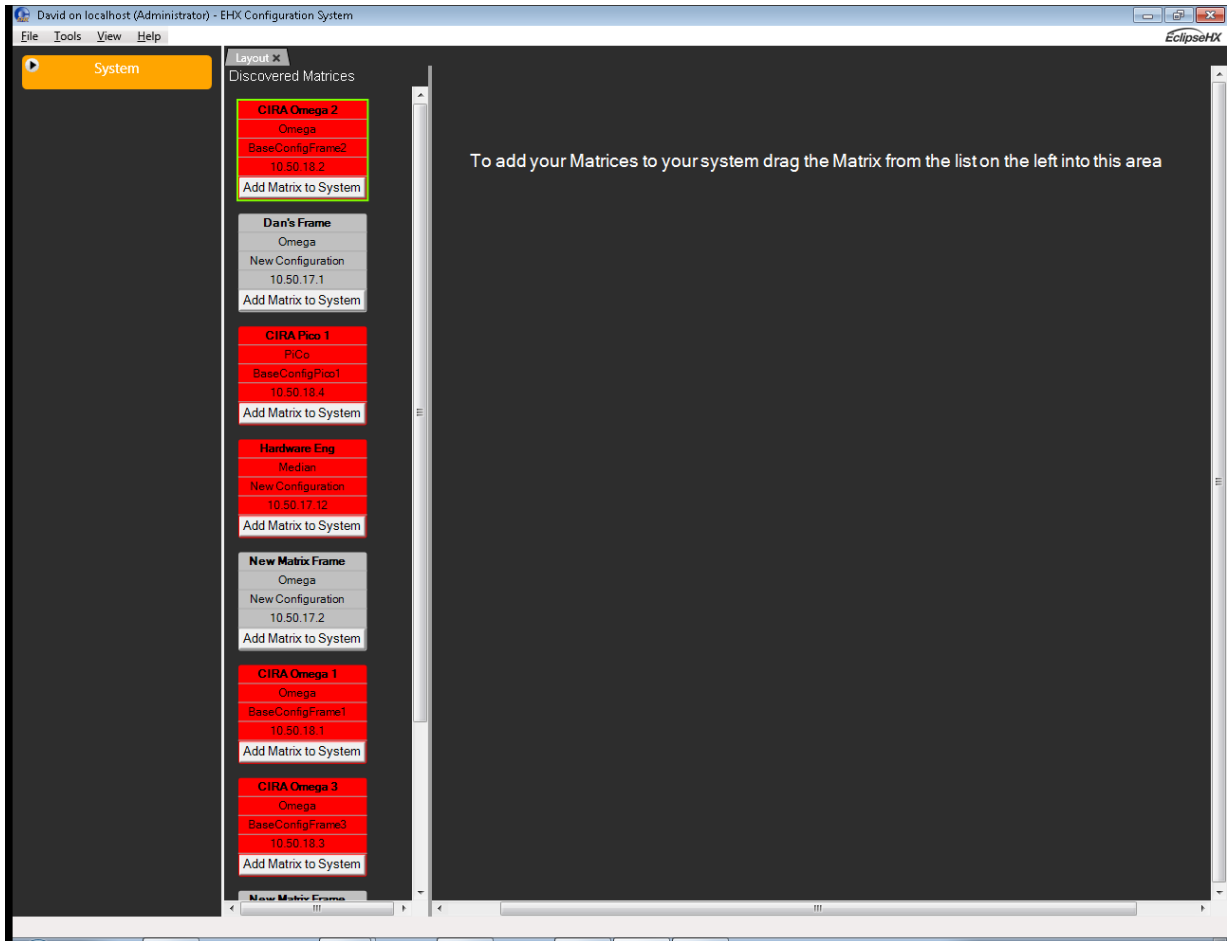 David on localhost (Administrator) - EHX Configuration System
File Tools View Help
EclipseHX
System
Layout
Discovered Matrices
CIRA Omega 2
Omega
BaseConfigFrame2
10.50.18.2
Add Matrix to System
Dan's Frame
Omega
New Configuration
10.50.17.1
Add Matrix to System
CIRA Pico 1
PiCo
BaseConfigPico1
10.50.18.4
Add Matrix to System
Hardware Eng
Median
New Configuration
10.50.17.12
Add Matrix to System
New Matrix Frame
Omega
New Configuration
10.50.17.2
Add Matrix to System
CIRA Omega 1
Omega
BaseConfigFrame1
10.50.18.1
Add Matrix to System
CIRA Omega 3
Omega
BaseConfigFrame3
10.50.18.3
Add Matrix to System
New Matrix Frame
To add your Matrices to your system drag the Matrix from the list on the left into this area